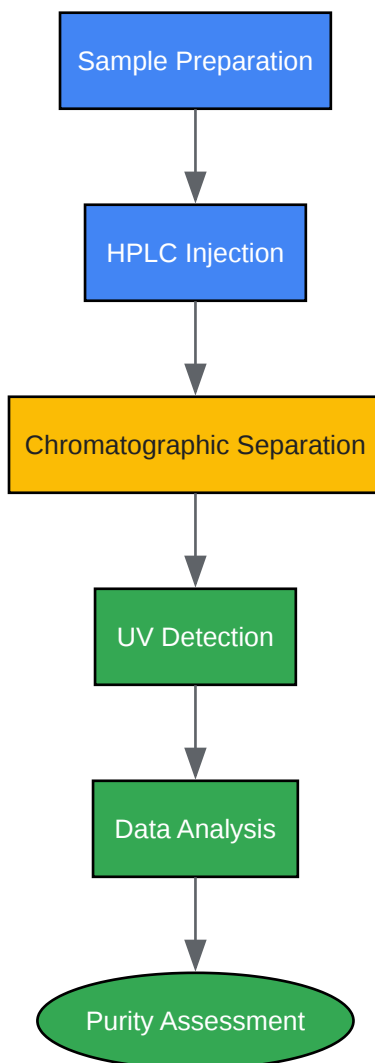 Sample Preparation
HPLC Injection
Chromatographic Separation
UV Detection
Data Analysis
Purity Assessment